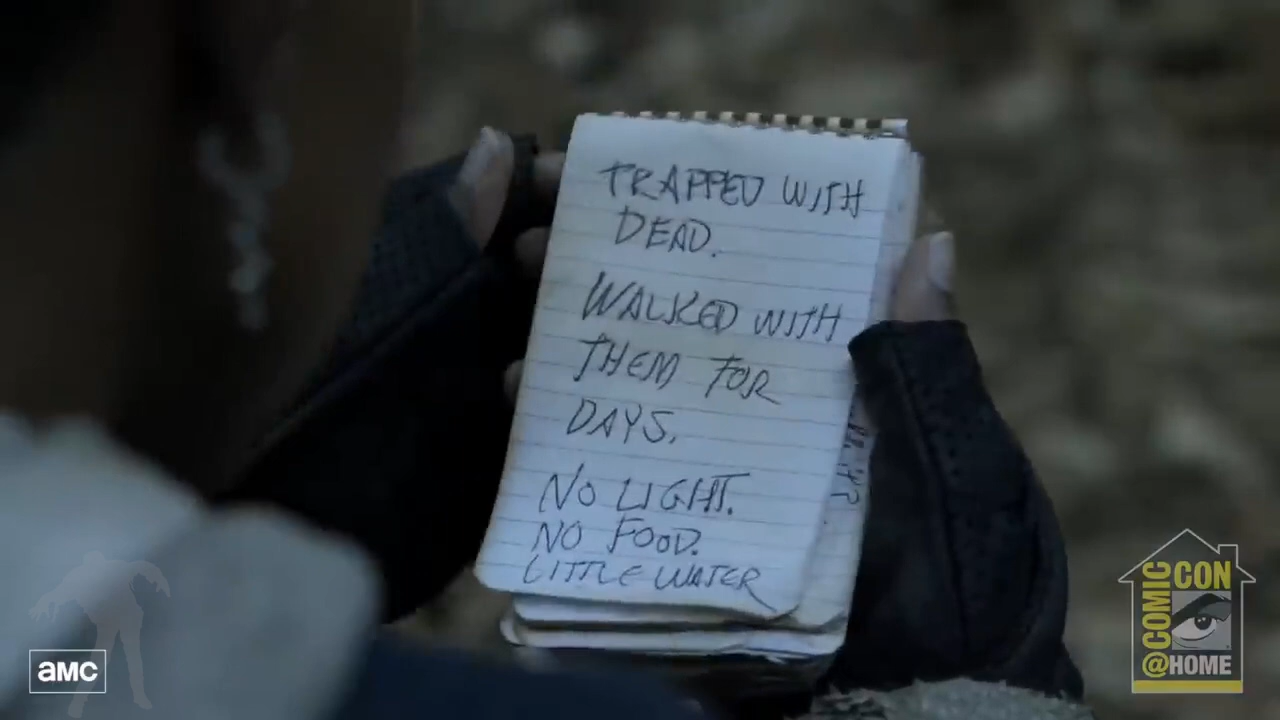 TRAPPED WITH
DEAD.
WALKED WITH
THEM FOR
DAYS.
NO LIGHT.
NO FOOD.
LITTLE WATER
amc
COMIC
CON
@HOME